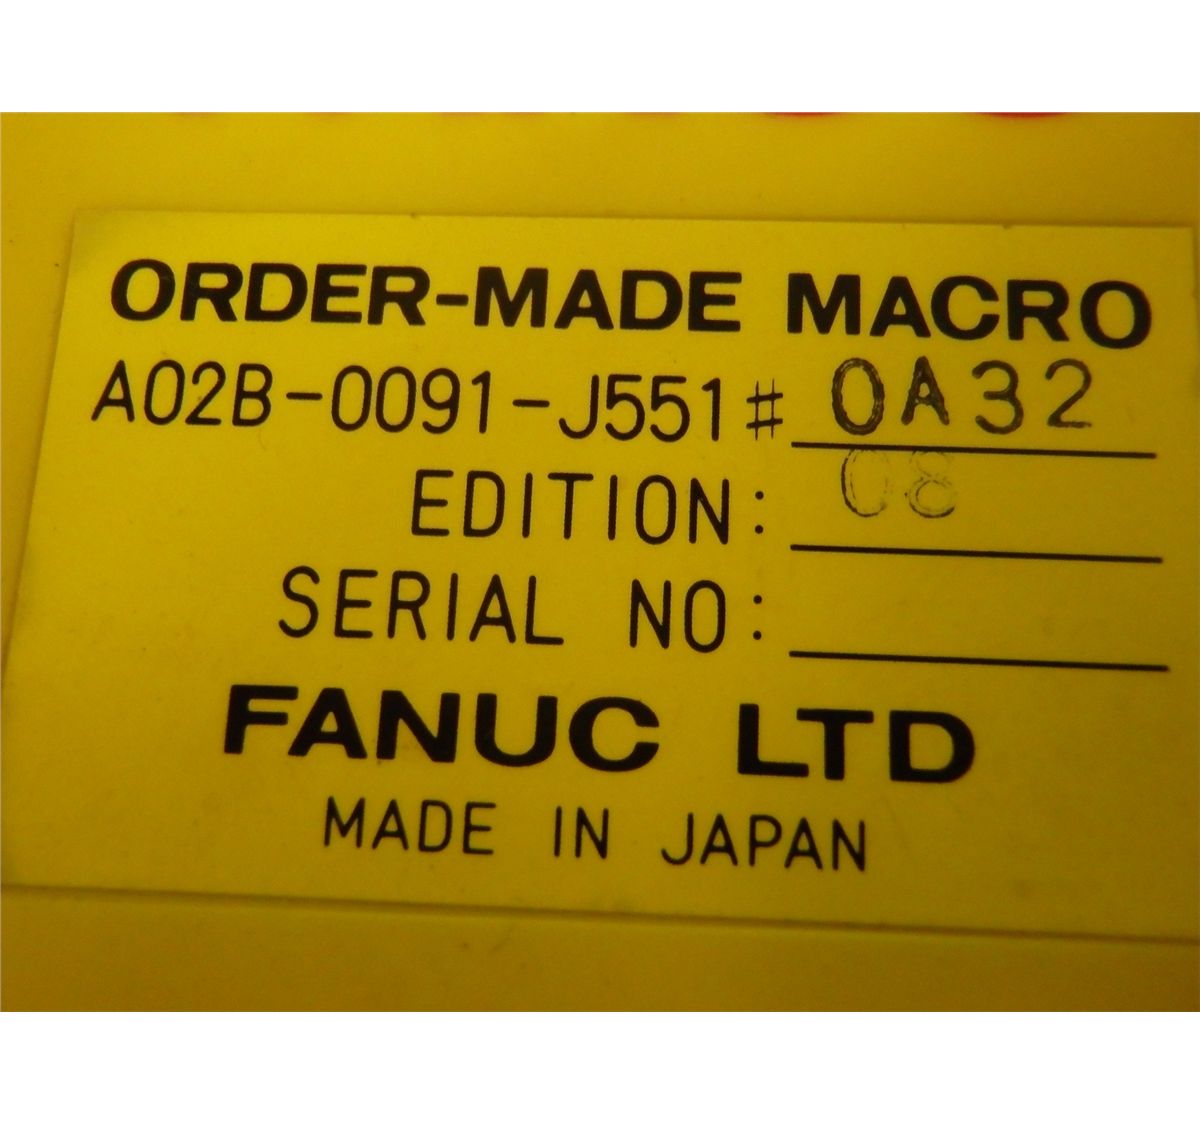 ORDER-MADE MACRO
A02B-0091-J551# 0A32
EDITION: 08
SERIAL NO:
FANUC LTD
MADE IN JAPAN